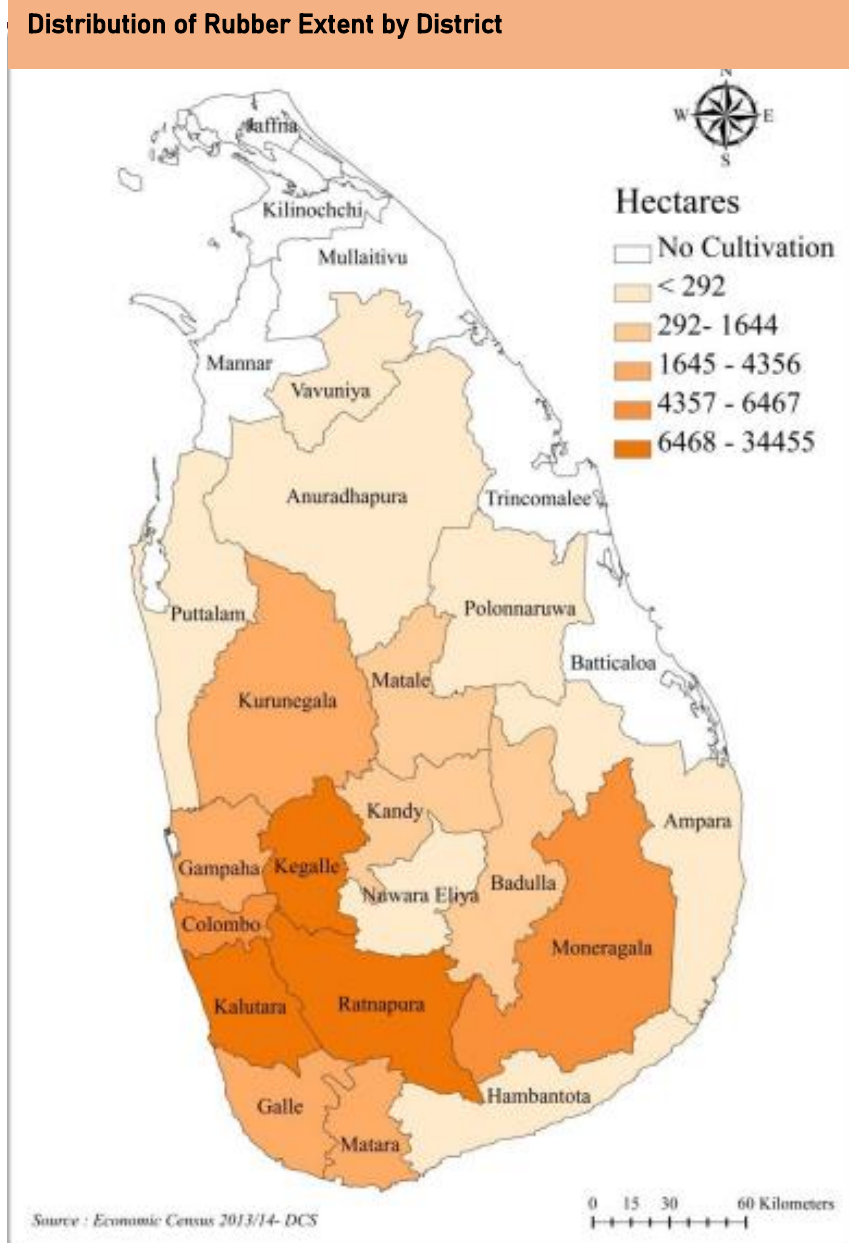 Distribution of Rubber Extent by District
N
W E
S
Hectares
No Cultivation
< 292
292- 1644
1645 - 4356
4357 - 6467
6468 - 34455
Jaffna
Kilinochchi
Mullaitivu
Mannar
Vavuniya
Anuradhapura
Trincomalee
Puttalam
Polonnaruwa
Batticaloa
Matale
Kurunegala
Kandy
Ampara
Gampaha
Kegalle
Nuwara Eliya
Badulla
Colombo
Moneragala
Kalutara
Ratnapura
Hambantota
Galle
Matara
0 15 30 60 Kilometers
Source : Economic Census 2013/14- DCS